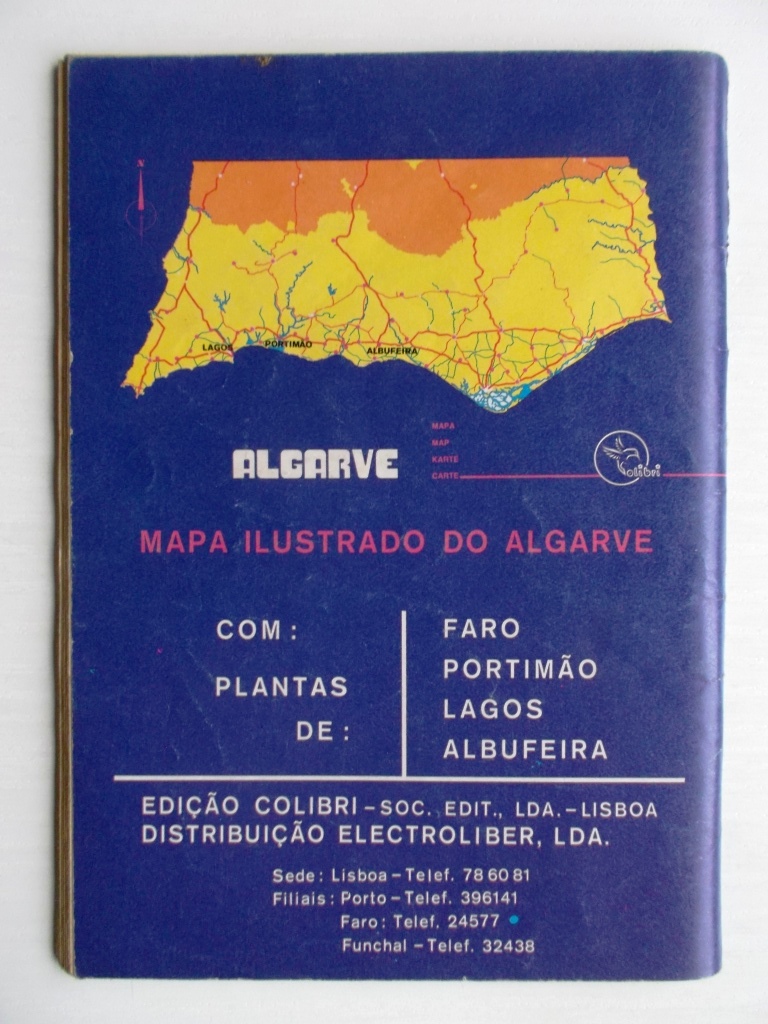 N
LAGOS
PORTIMÃO
ALBUFEIRA
ALGARVE
MAPA
MAP
KARTE
CARTE
Colibri
MAPA ILUSTRADO DO ALGARVE
COM:
PLANTAS
DE:
FARO
PORTIMÃO
LAGOS
ALBUFEIRA
EDIÇÃO COLIBRI – SOC. EDIT., LDA. – LISBOA
DISTRIBUIÇÃO ELECTROLIBER, LDA.
Sede: Lisboa – Telef. 78 60 81
Filiais: Porto – Telef. 396141
Faro: Telef. 24577
Funchal – Telef. 32438